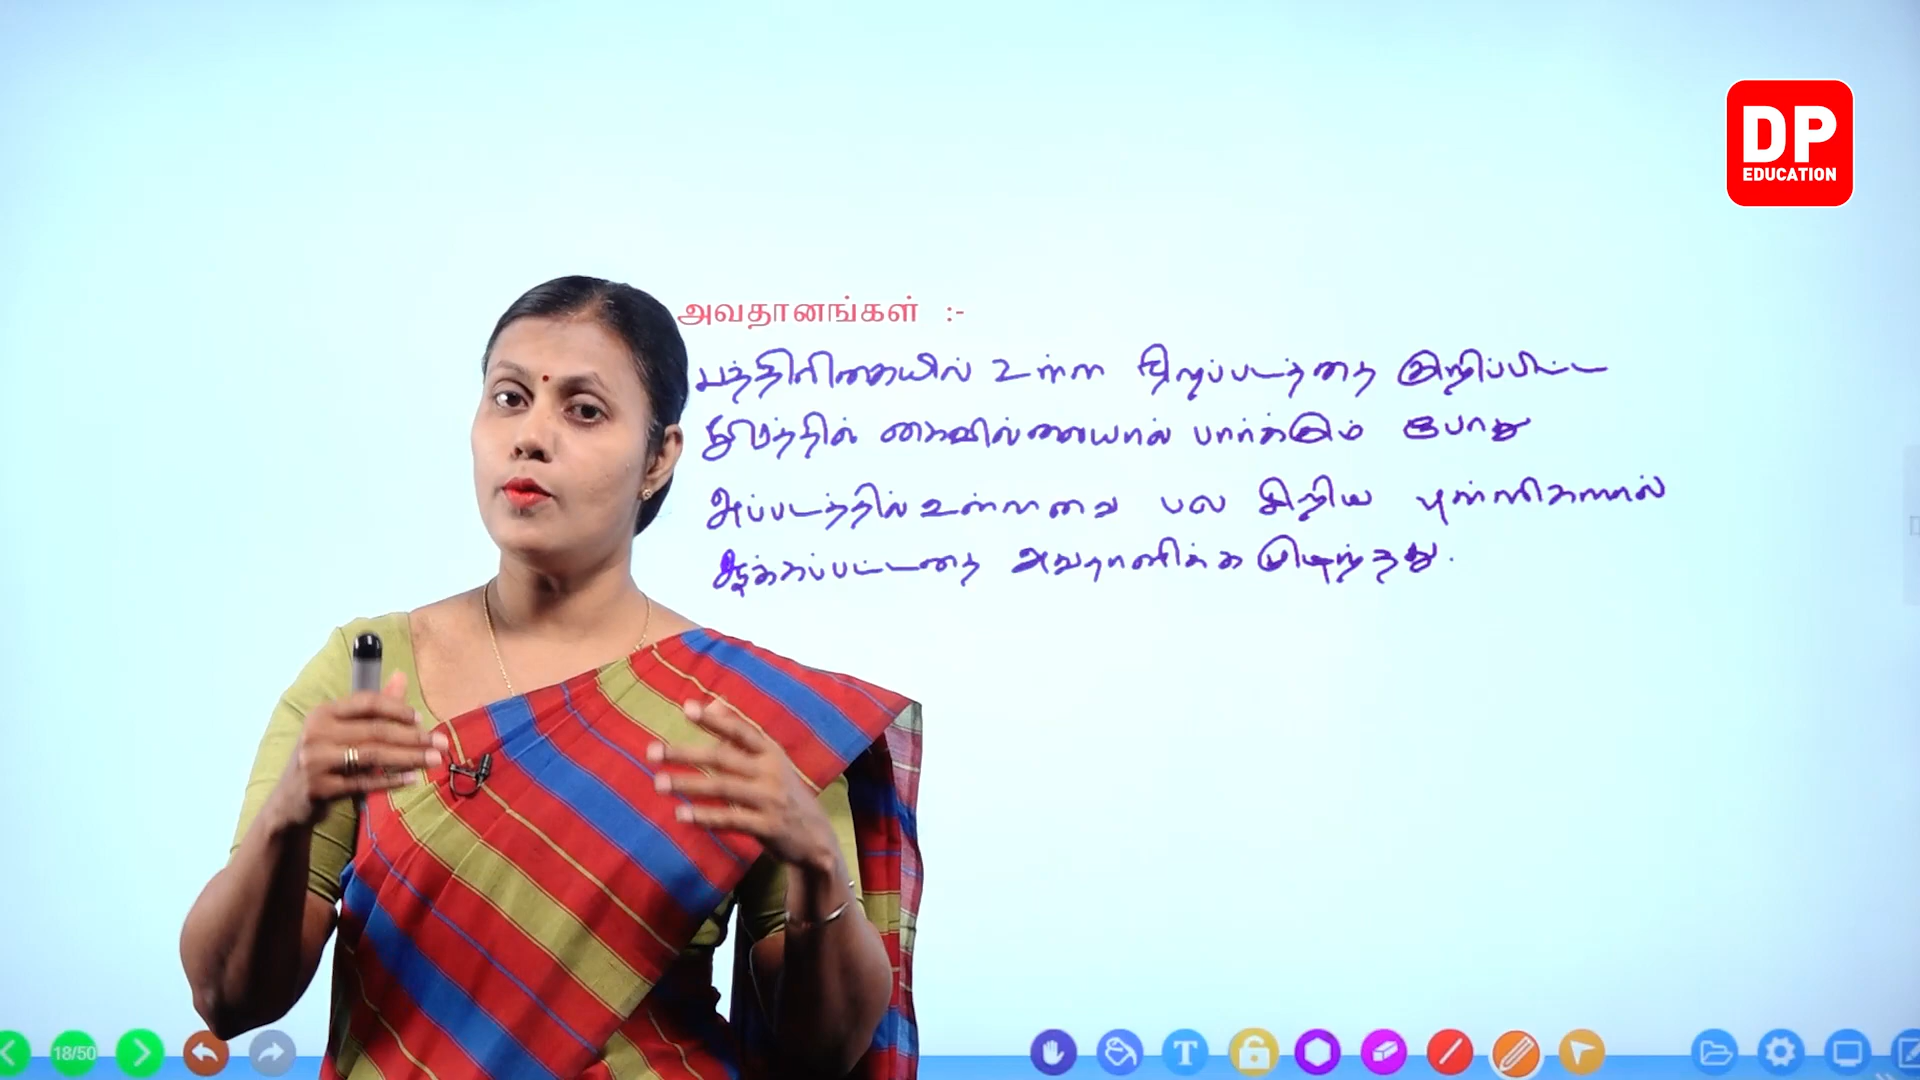 DP
EDUCATION
அவதானங்கள் :-
பத்திரிகையில் உள்ள நிழற்படத்தை குறிப்பிட்ட
தூரத்தில் கைவில்லையால் பார்க்கும் போது
அப்படத்தில் உள்ளவை பல சிறிய புள்ளிகளால்
ஆக்கப்பட்டதை அவதானிக்க முடிந்தது.
18/50
T